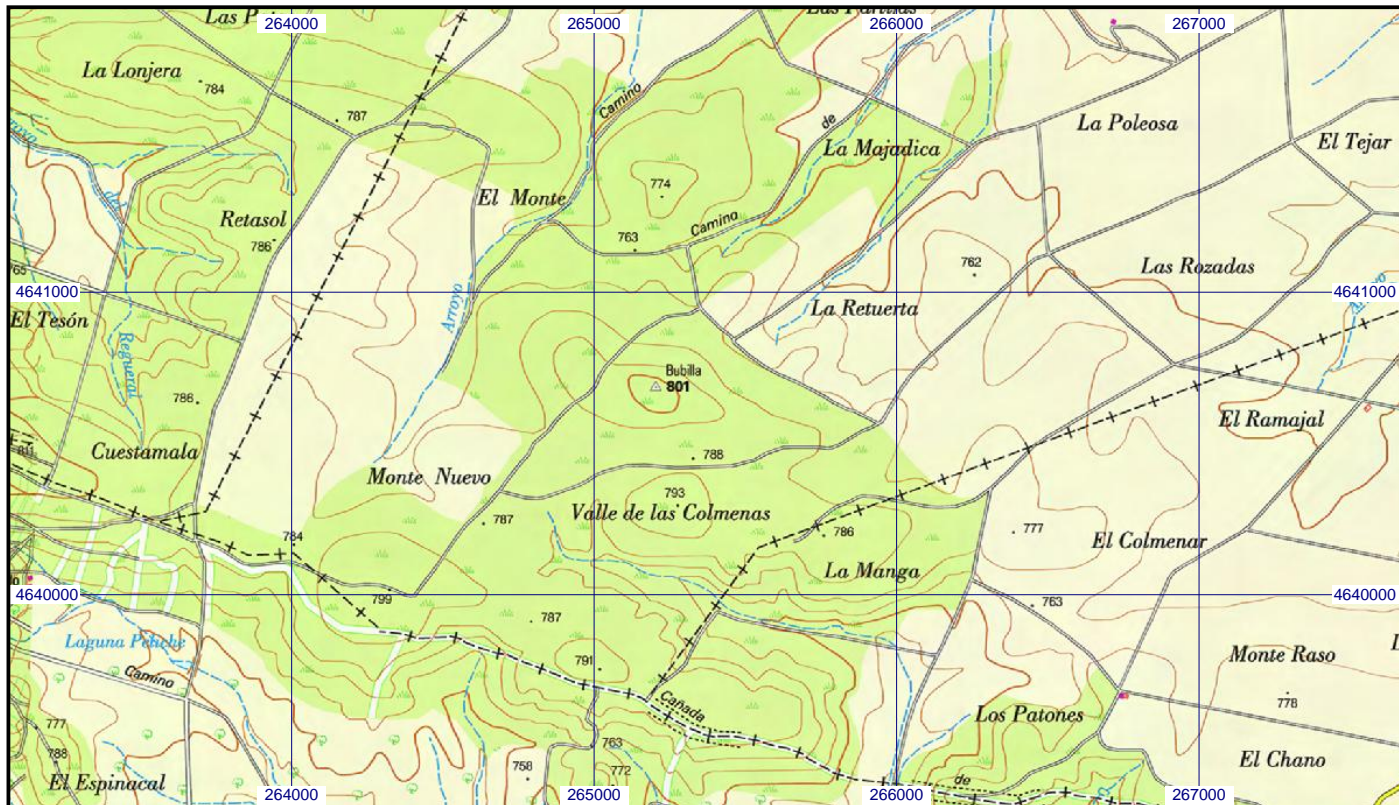 264000
265000
266000
267000
La Lonjera
784
787
Camino
de
La Poleosa
El Tejar
La Majadica
774
El Monte
Retasol
786
763
Camino
762
Las Rozadas
4641000
4641000
El Tesón
Arroyo
La Retuerta
Regueral
Bubilla
801
786
El Ramajal
Cuestamala
811
Monte Nuevo
788
793
787
Valle de las Colmenas
786
777
784
El Colmenar
La Manga
4640000
4640000
799
763
787
Laguna Peliche
Monte Raso
791
Camino
Cañada
Los Patones
778
777
788
763
El Chano
758
772
de
El Espinacal
264000
265000
266000
267000